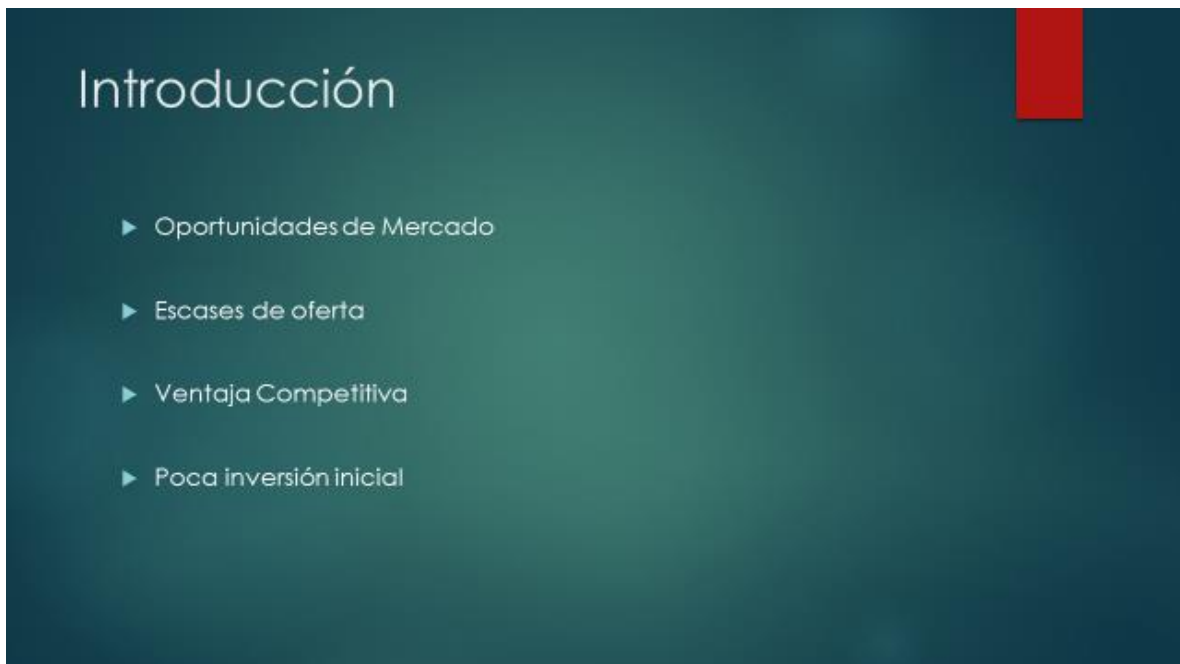 Introducción
Oportunidades de Mercado
Escases de oferta
Ventaja Competitiva
Poca inversión inicial